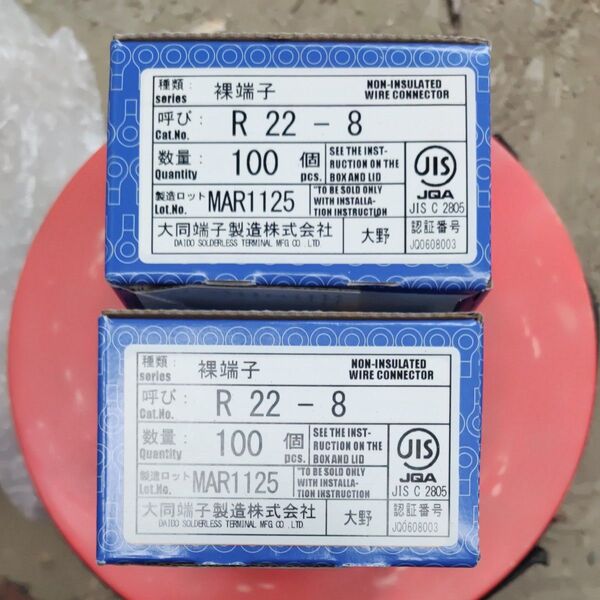 種類:
series
裸端子
NON-INSULATED
WIRE CONNECTOR
呼び:
Cat.No.
R 22 - 8
数量:
Quantity
100 個
pcs.
SEE THE INST-
RUCTION ON THE
BOX AND LID
JIS
JQA
製造ロット
Lot.No.
MAR1125
"TO BE SOLD ONLY
WITH INSTALLA-
TION INSTRUCTION
JIS C 2805
大同端子製造株式会社
DAIDO SOLDERLESS TERMINAL MFG.CO.,LTD
大野
認証番号
JQ0608003
種類:
series
裸端子
NON-INSULATED
WIRE CONNECTOR
呼び:
Cat.No.
R 22 - 8
数量:
Quantity
100 個
pcs.
SEE THE INST-
RUCTION ON THE
BOX AND LID
JIS
JQA
製造ロット
Lot.No.
MAR1125
"TO BE SOLD ONLY
WITH INSTALLA-
TION INSTRUCTION
JIS C 2805
大同端子製造株式会社
DAIDO SOLDERLESS TERMINAL MFG.CO.,LTD
大野
認証番号
JQ0608003